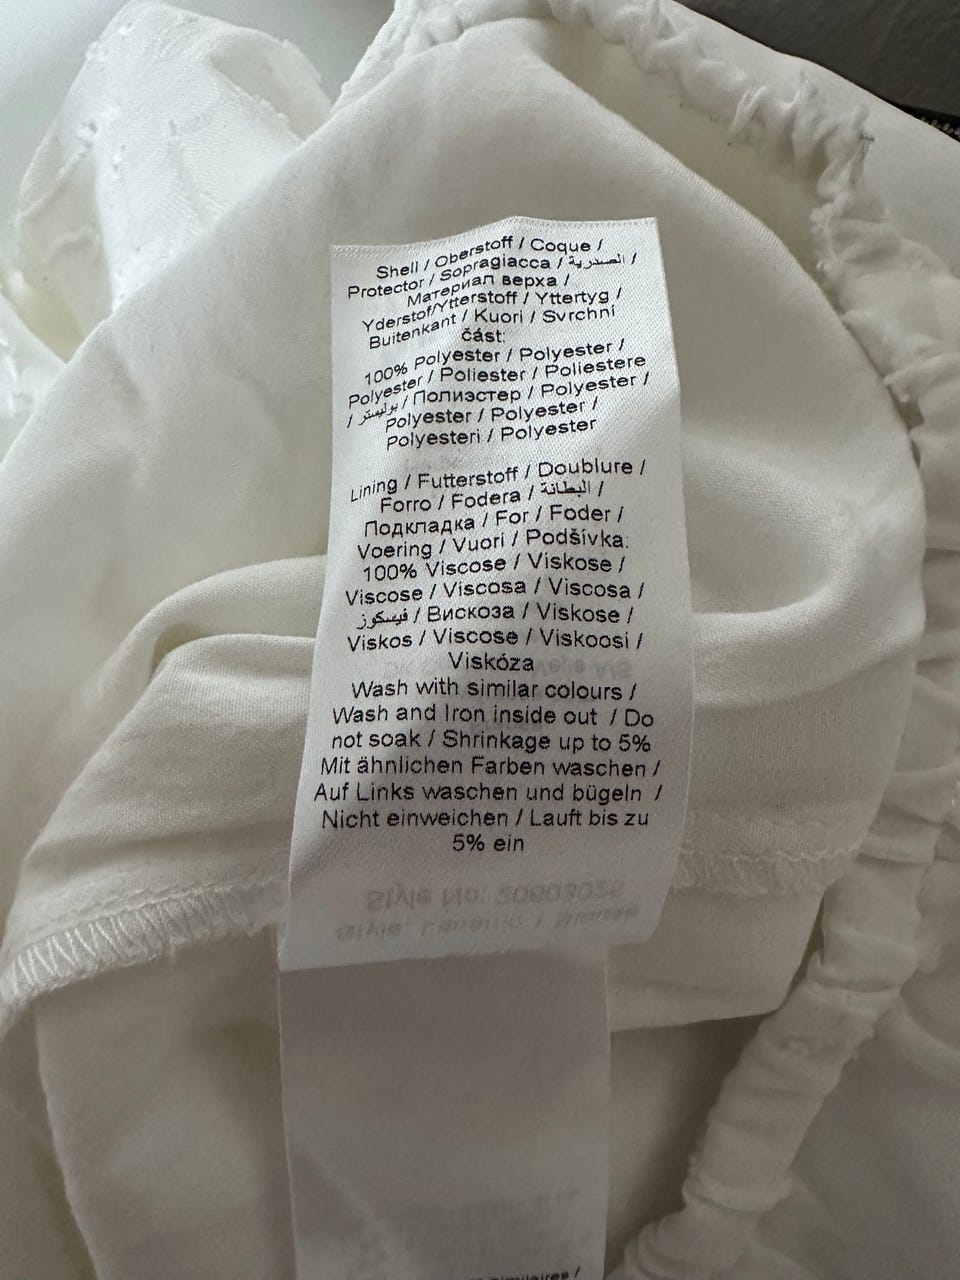 Shell / Oberstoff / Coque /
Protector / Sopragiacca / الصدرية /
Материал верха /
Yderstof/Ytterstoff / Yttertyg /
Buitenkant / Kuori / Svrchní
část:
100% Polyester / Polyester /
Polyester / Poliester / Poliestere
/ بوليستر / Полиэстер / Polyester /
Polyester / Polyester /
Polyesteri / Polyester
Lining / Futterstoff / Doublure /
Forro / Fodera / البطانة /
Подкладка / For / Foder /
Voering / Vuori / Podšívka:
100% Viscose / Viskose /
Viscose / Viscosa / Viscosa /
فيسكوز / Вискоза / Viskose /
Viskos / Viscose / Viskoosi /
Viskóza
Wash with similar colours /
Wash and Iron inside out / Do
not soak / Shrinkage up to 5%
Mit ähnlichen Farben waschen /
Auf Links waschen und bügeln /
Nicht einweichen / Lauft bis zu
5% ein
Style No: 20603025
similaires /